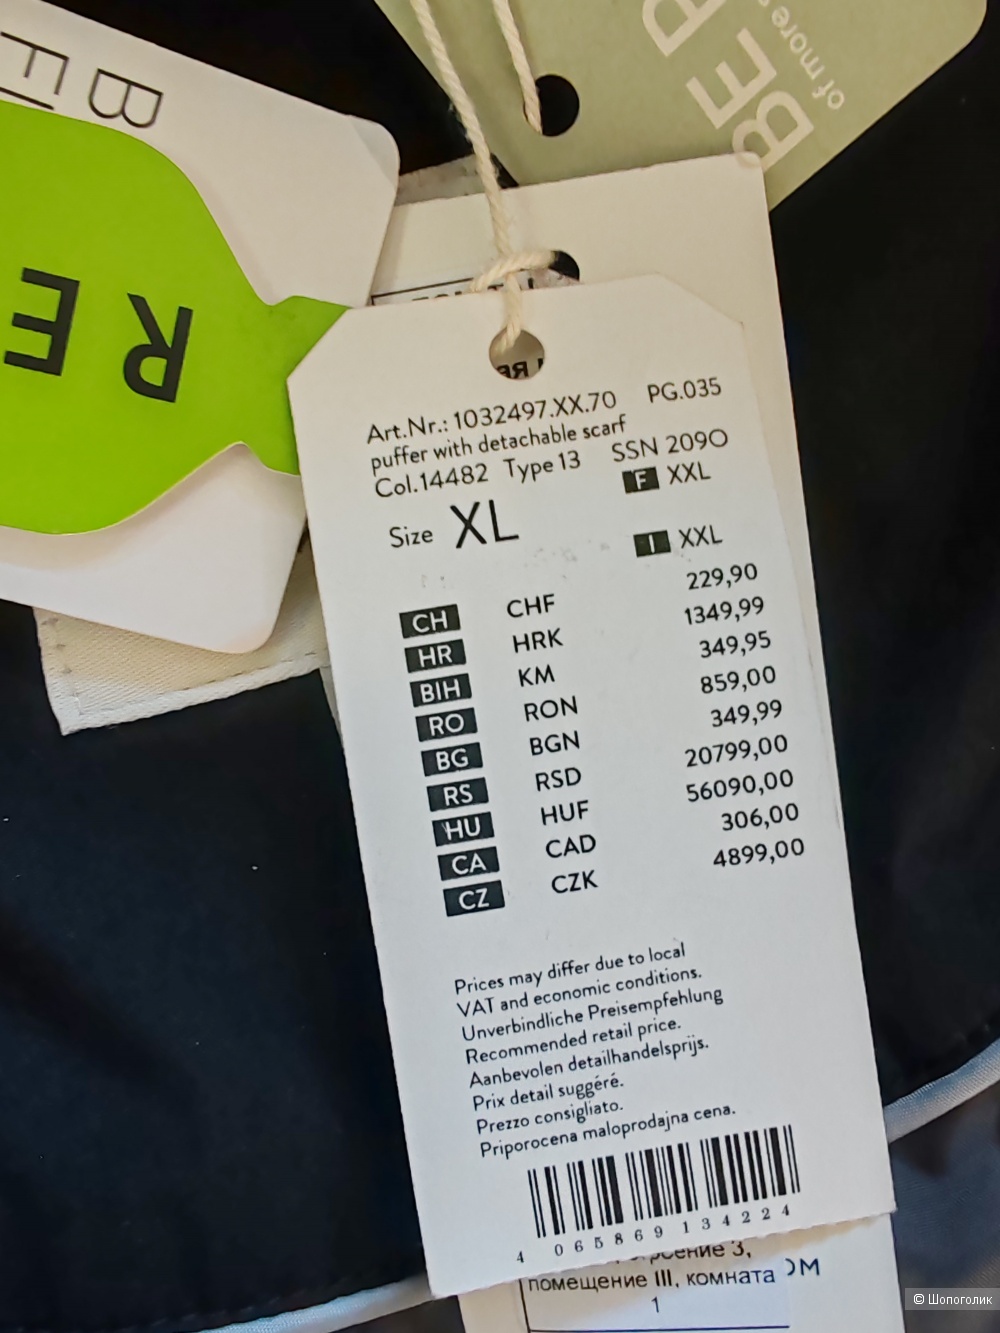 BE
RE
BE P
of more
Art.Nr.: 1032497.XX.70 PG.035
puffer with detachable scarf
Col.14482 Type 13 SSN 209O
F XXL
Size XL
I XXL
CH CHF 229,90
HR HRK 1349,99
BIH KM 349,95
RO RON 859,00
BG BGN 349,99
RS RSD 20799,00
HU HUF 56090,00
CA CAD 306,00
CZ CZK 4899,00
Prices may differ due to local
VAT and economic conditions.
Unverbindliche Preisempfehlung
Recommended retail price.
Aanbevolen detailhandelsprijs.
Prix detail suggéré.
Prezzo consigliato.
Priporocena maloprodajna cena.
4 065869 134224
3,
помещение III, комната
1
© Шопоголик